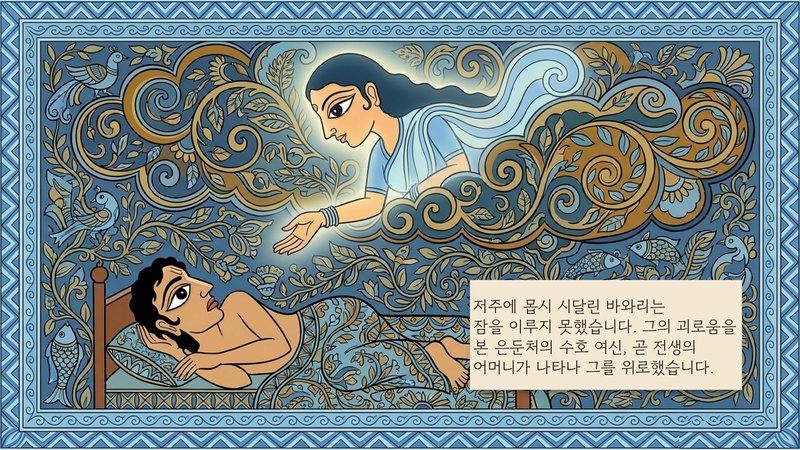 저주에 몹시 시달린 바와리는
잠을 이루지 못했습니다. 그의 괴로움을
본 은둔처의 수호 여신, 곧 전생의
어머니가 나타나 그를 위로했습니다.